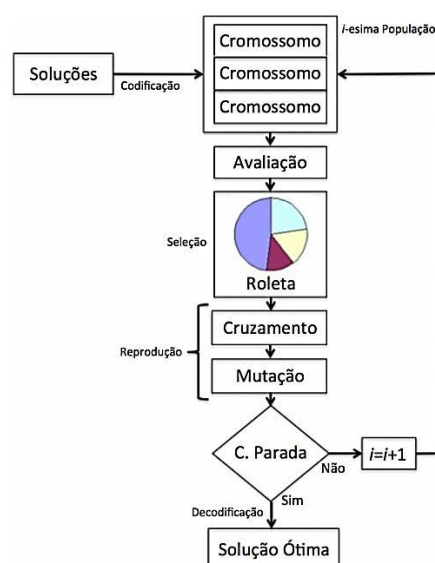 i-esima População
Cromossomo
Soluções
Cromossomo
Codificação
Cromossomo
Avaliação
Seleção
Roleta
Cruzamento
Reprodução
Mutação
C. Parada
Não
i=i+1
Sim
Decodificação
Solução Ótima